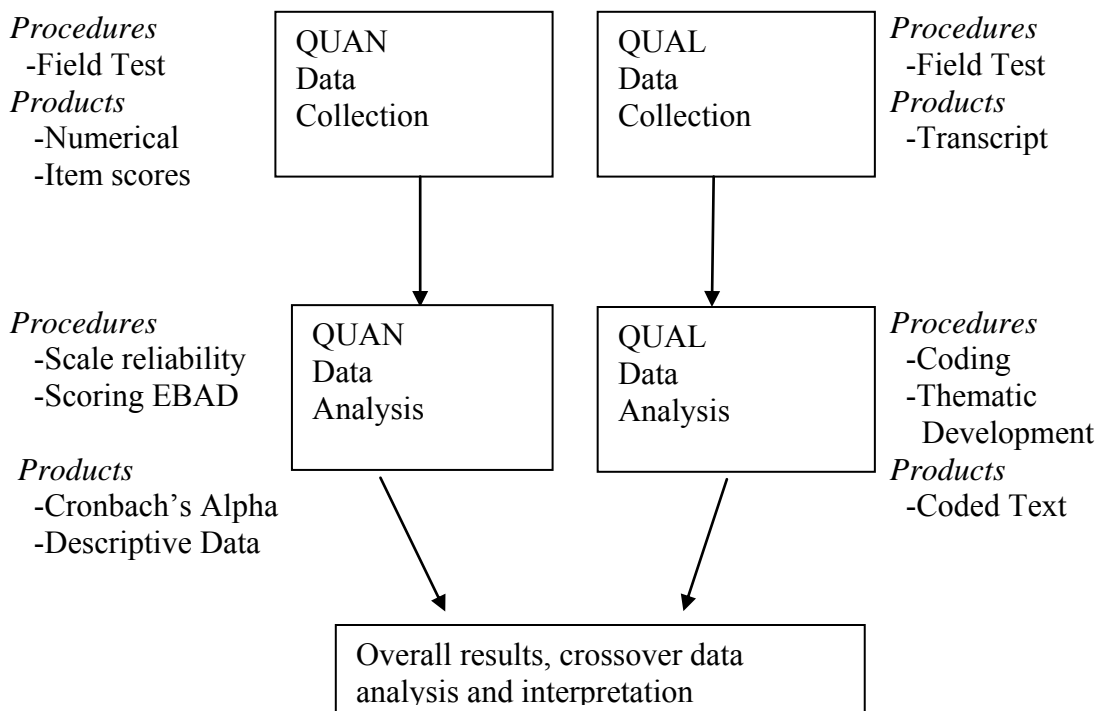 Procedures
-Field Test
Products
-Numerical
-Item scores
QUAN
Data
Collection
QUAL
Data
Collection
Procedures
-Field Test
Products
-Transcript
Procedures
-Scale reliability
-Scoring EBAD
Products
-Cronbach’s Alpha
-Descriptive Data
QUAN
Data
Analysis
QUAL
Data
Analysis
Procedures
-Coding
-Thematic
Development
Products
-Coded Text
Overall results, crossover data
analysis and interpretation